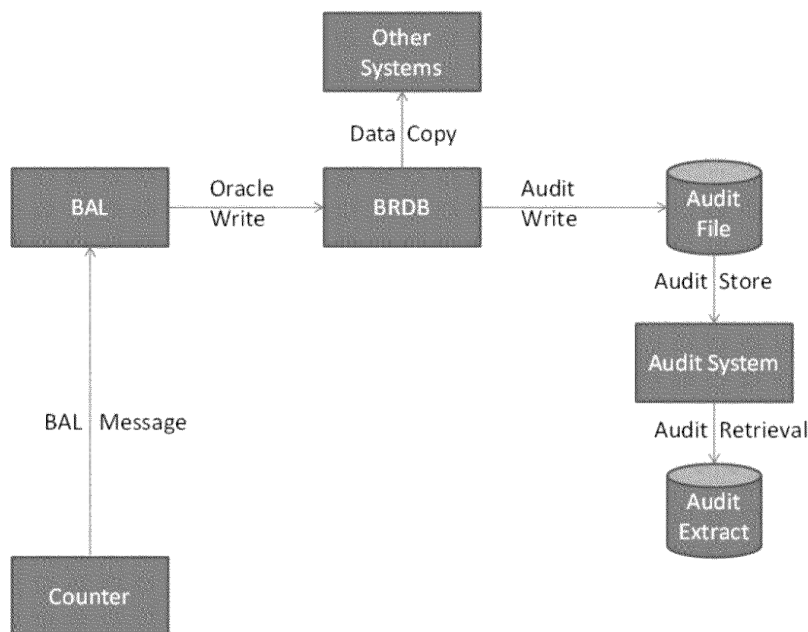 Other
Systems
Data Copy
BAL
Oracle
Write
BRDB
Audit
Write
Audit
File
Audit Store
Audit System
BAL Message
Audit Retrieval
Audit
Extract
Counter